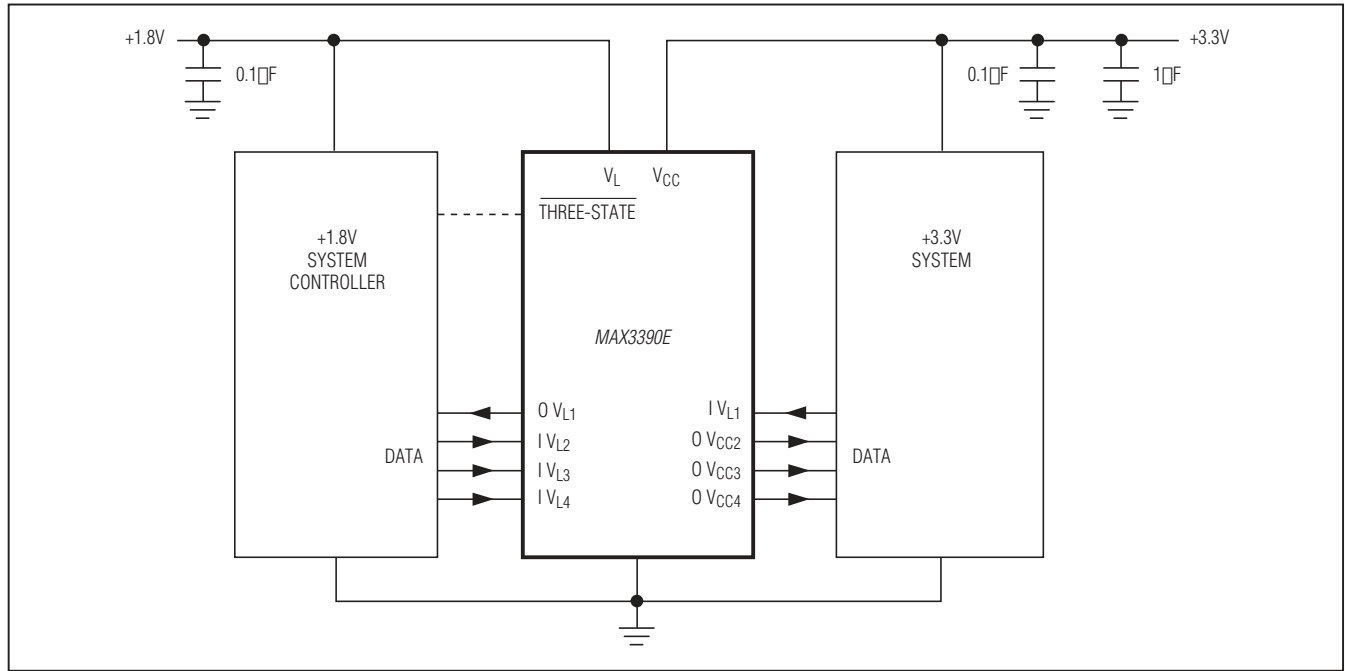 +1.8V
+3.3V
0.1▯F
0.1▯F
1▯F
VL VCC
THREE-STATE
+1.8V
SYSTEM
CONTROLLER
+3.3V
SYSTEM
MAX3390E
O VL1
I VL2
I VL3
I VL4
DATA
I VL1
O VCC2
O VCC3
O VCC4
DATA